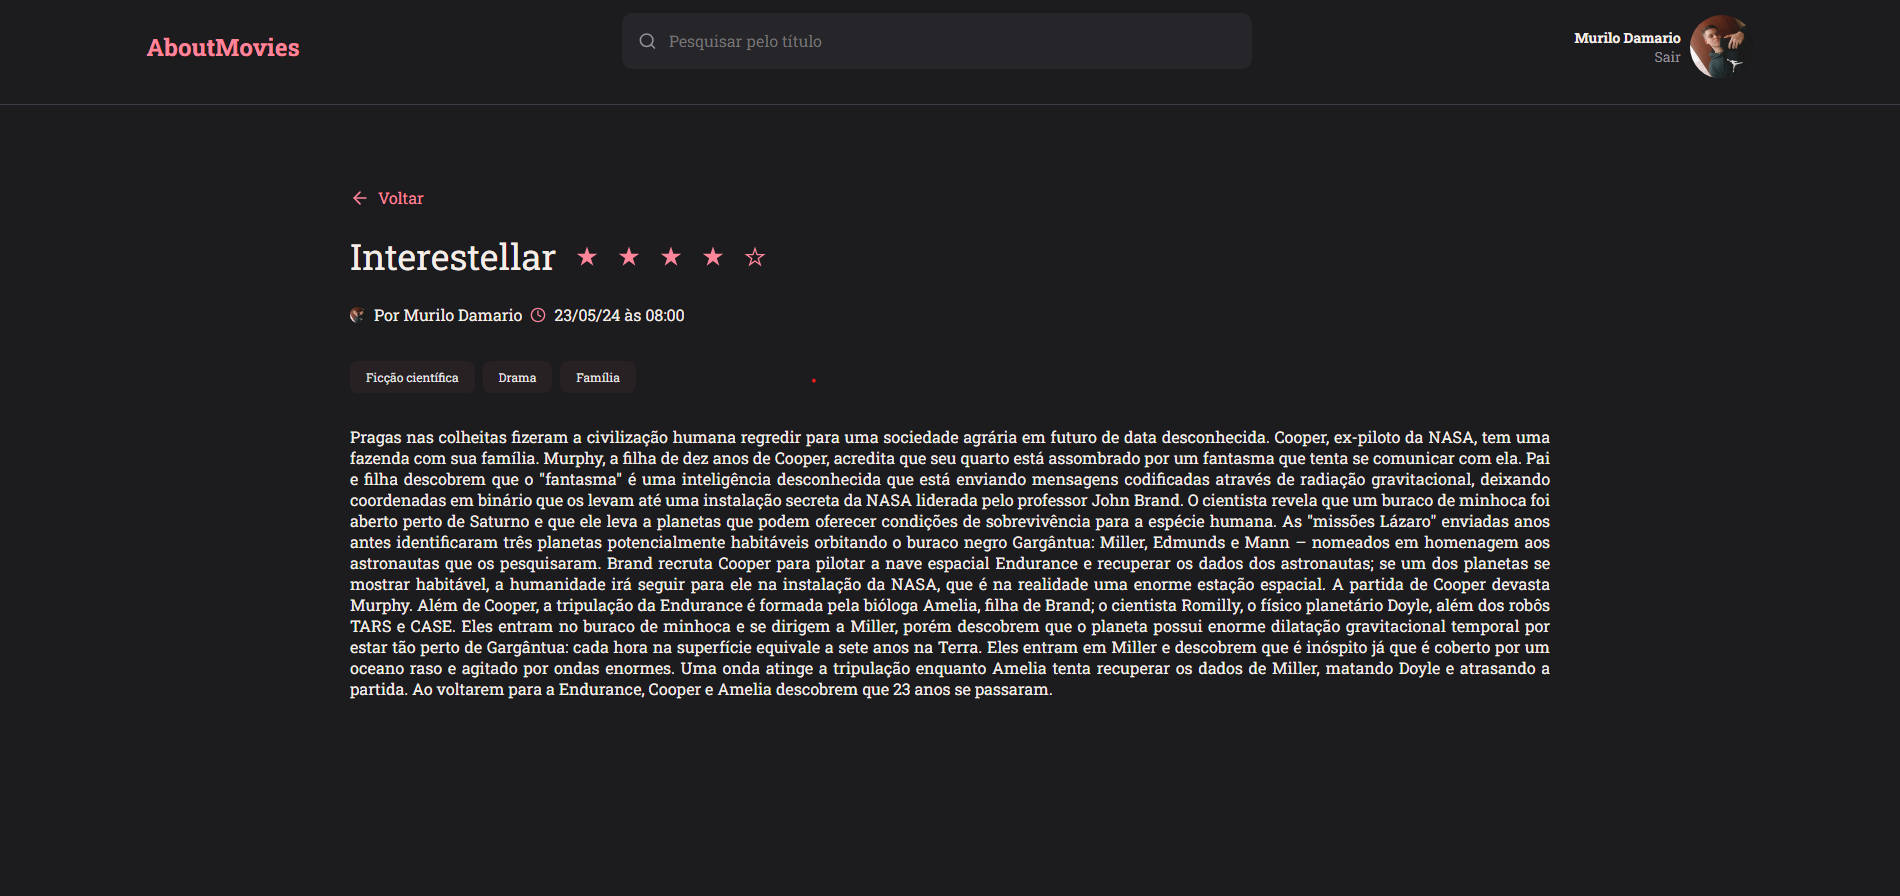 AboutMovies
Pesquisar pelo título
Murilo Damario
Sair
Voltar
Interestellar
Por Murilo Damario 23/05/24 às 08:00
Ficção científica Drama Família
Pragas nas colheitas fizeram a civilização humana regredir para uma sociedade agrária em futuro de data desconhecida. Cooper, ex-piloto da NASA, tem uma
fazenda com sua família. Murphy, a filha de dez anos de Cooper, acredita que seu quarto está assombrado por um fantasma que tenta se comunicar com ela. Pai
e filha descobrem que o "fantasma" é uma inteligência desconhecida que está enviando mensagens codificadas através de radiação gravitacional, deixando
coordenadas em binário que os levam até uma instalação secreta da NASA liderada pelo professor John Brand. O cientista revela que um buraco de minhoca foi
aberto perto de Saturno e que ele leva a planetas que podem oferecer condições de sobrevivência para a espécie humana. As "missões Lázaro" enviadas anos
antes identificaram três planetas potencialmente habitáveis orbitando o buraco negro Gargântua: Miller, Edmunds e Mann – nomeados em homenagem aos
astronautas que os pesquisaram. Brand recruta Cooper para pilotar a nave espacial Endurance e recuperar os dados dos astronautas; se um dos planetas se
mostrar habitável, a humanidade irá seguir para ele na instalação da NASA, que é na realidade uma enorme estação espacial. A partida de Cooper devasta
Murphy. Além de Cooper, a tripulação da Endurance é formada pela bióloga Amelia, filha de Brand; o cientista Romilly, o físico planetário Doyle, além dos robôs
TARS e CASE. Eles entram no buraco de minhoca e se dirigem a Miller, porém descobrem que o planeta possui enorme dilatação gravitacional temporal por
estar tão perto de Gargântua: cada hora na superfície equivale a sete anos na Terra. Eles entram em Miller e descobrem que é inóspito já que é coberto por um
oceano raso e agitado por ondas enormes. Uma onda atinge a tripulação enquanto Amelia tenta recuperar os dados de Miller, matando Doyle e atrasando a
partida. Ao voltarem para a Endurance, Cooper e Amelia descobrem que 23 anos se passaram.